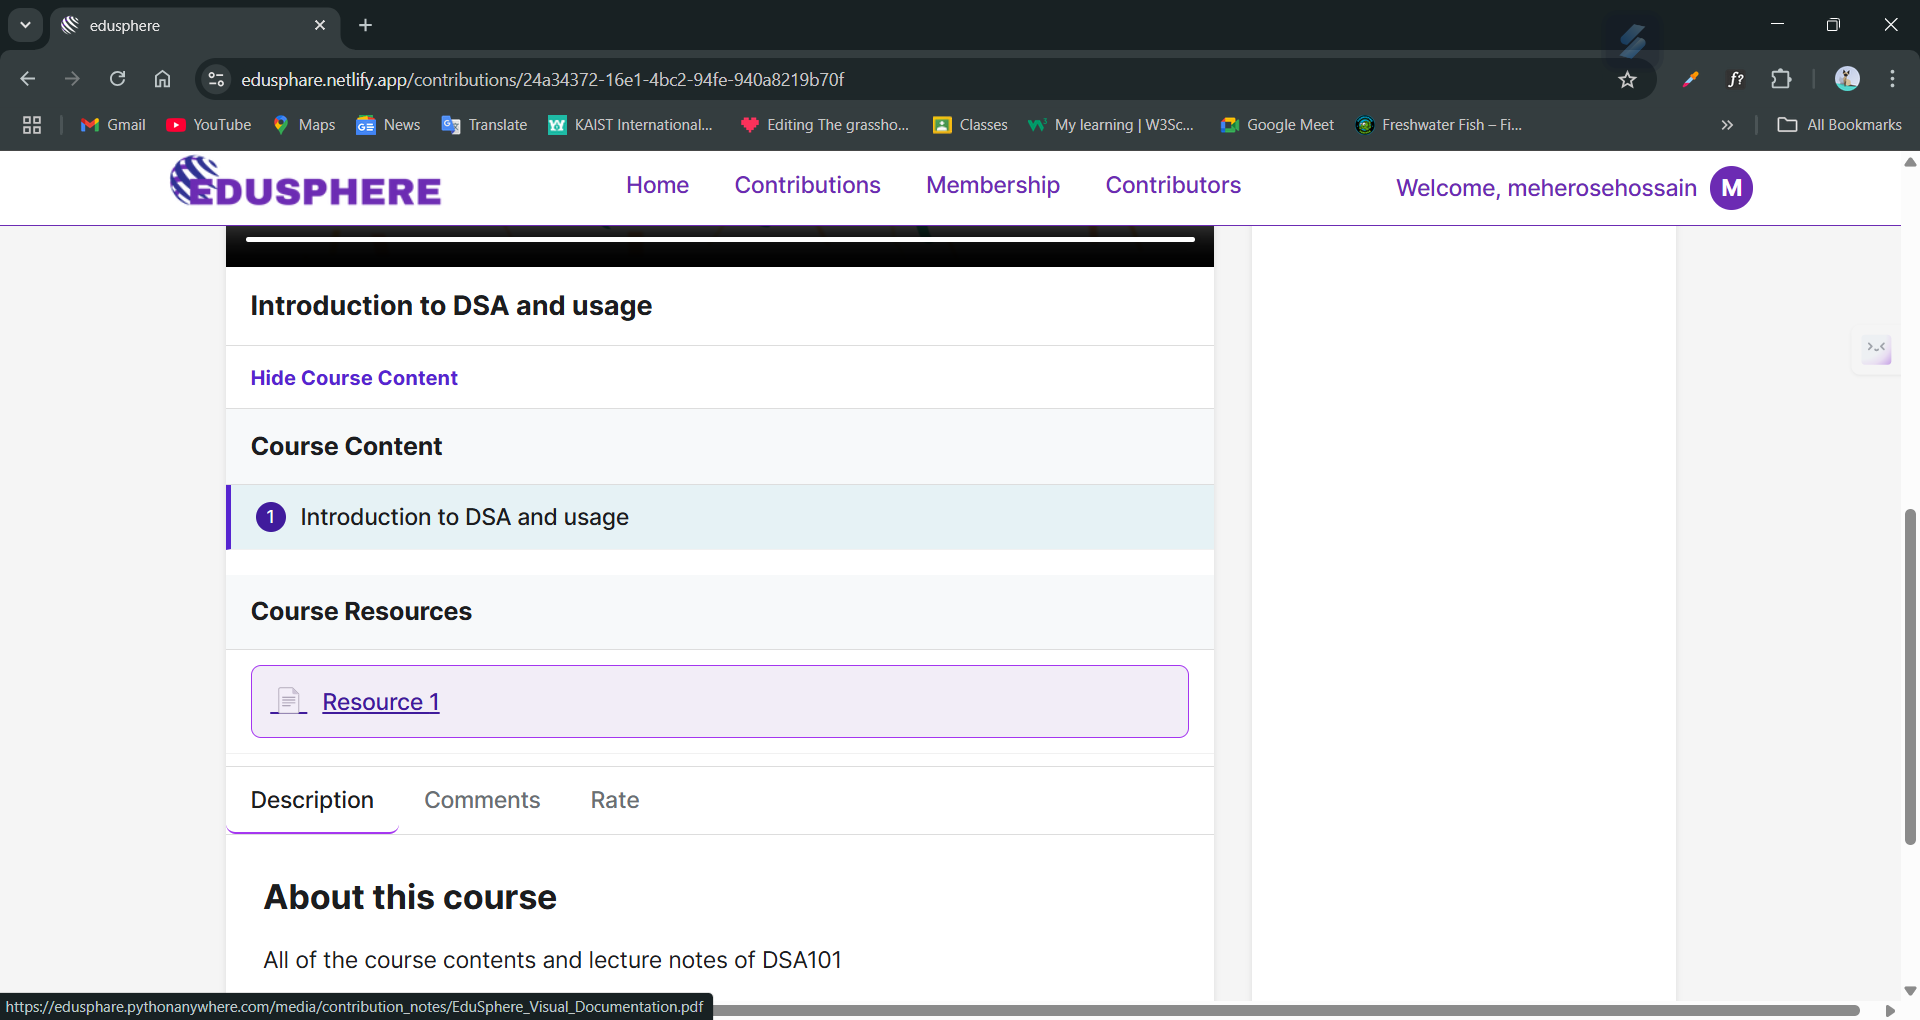 edusphere
edusphare.netlify.app/contributions/24a34372-16e1-4bc2-94fe-940a8219b70f
f?
Gmail YouTube Maps News Translate KAIST International... Editing The grassho... Classes My learning | W3Sc... Google Meet Freshwater Fish – Fi... All Bookmarks
EDUSPHERE Home Contributions Membership Contributors Welcome, meherosehossain M
Introduction to DSA and usage
Hide Course Content
Course Content
1 Introduction to DSA and usage
Course Resources
Resource 1
Description Comments Rate
About this course
All of the course contents and lecture notes of DSA101
https://edusphare.pythonanywhere.com/media/contribution_notes/EduSphere_Visual_Documentation.pdf